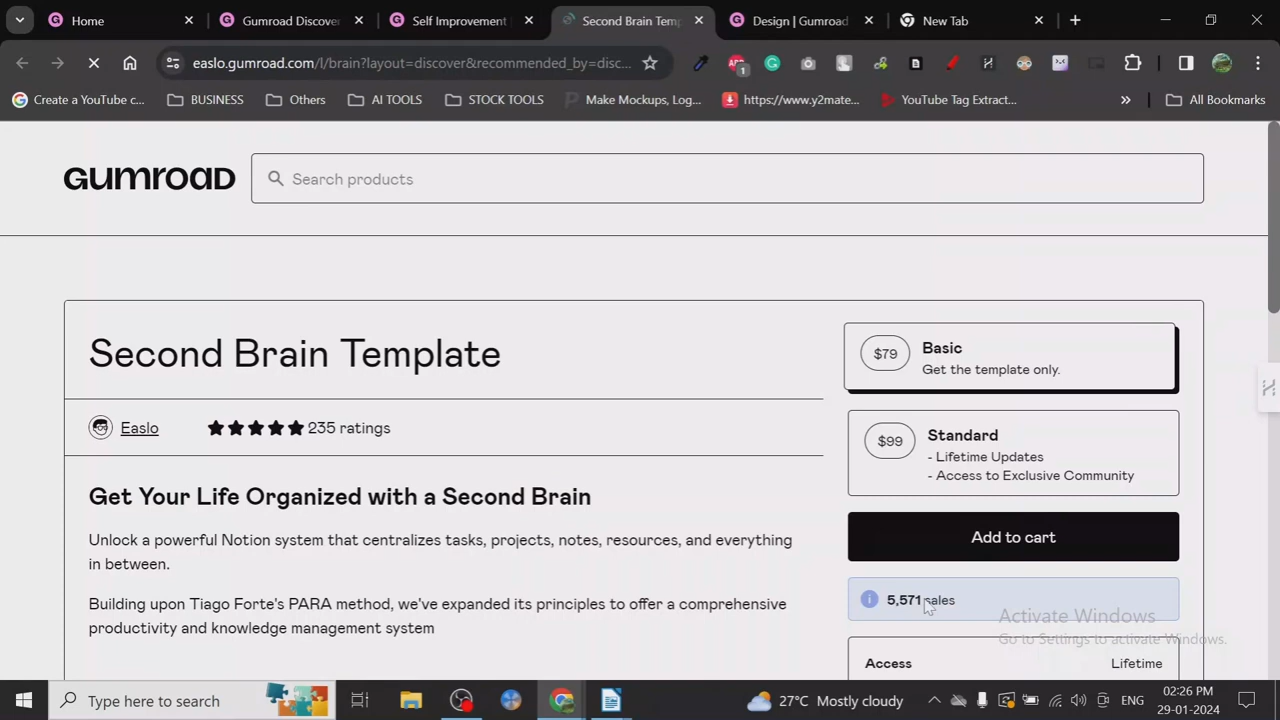 Home
Gumroad Discove
Self Improvement
Second Brain Temp
Design | Gumroad
New Tab
easlo.gumroad.com/l/brain?layout=discover&recommended_by=disc...
1
Create a YouTube c...
BUSINESS
Others
AI TOOLS
STOCK TOOLS
Make Mockups, Log...
https://www.y2mate...
YouTube Tag Extract...
»
All Bookmarks
GUMROAD
Search products
Second Brain Template
Easlo
235 ratings
Get Your Life Organized with a Second Brain
Unlock a powerful Notion system that centralizes tasks, projects, notes, resources, and everything
in between.
Building upon Tiago Forte's PARA method, we've expanded its principles to offer a comprehensive
productivity and knowledge management system
$79
Basic
Get the template only.
$99
Standard
- Lifetime Updates
- Access to Exclusive Community
Add to cart
5,571 sales
Activate Windows
Go to Settings to activate Windows.
Access
Lifetime
Type here to search
27°C Mostly cloudy
ENG
02:26 PM
29-01-2024